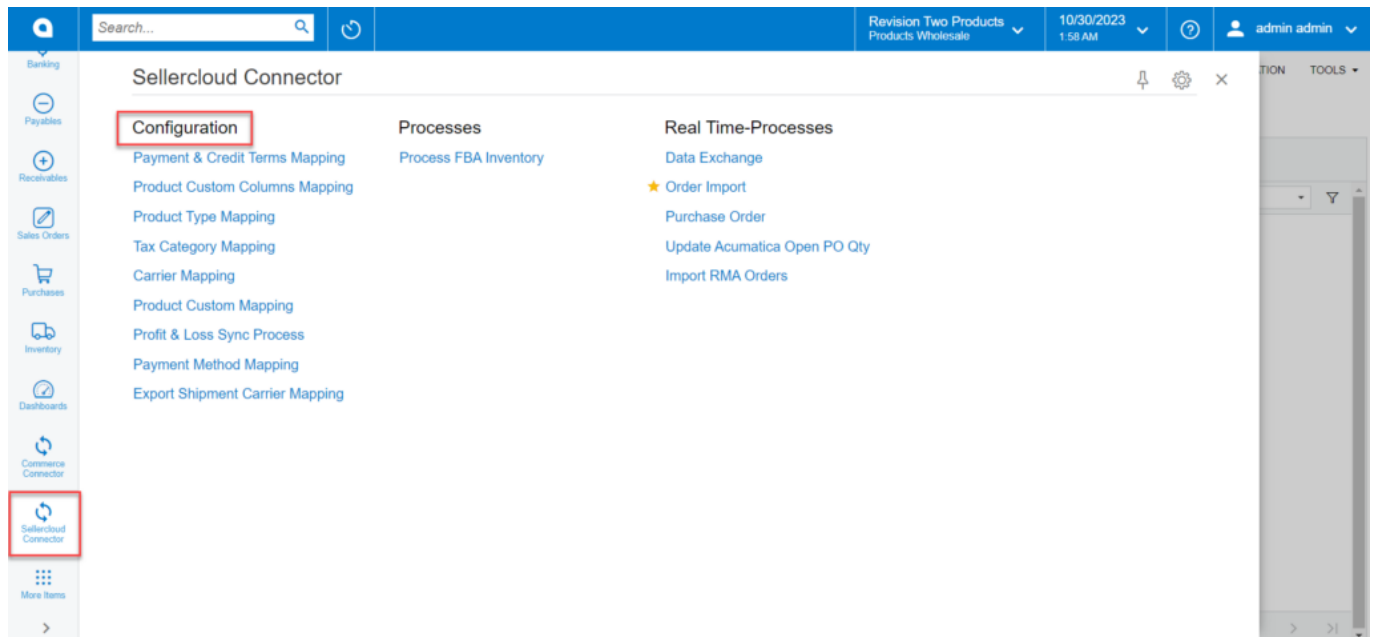 Search...
Revision Two Products
Products Wholesale
10/30/2023
1:58 AM
admin admin
Banking
Payables
Receivables
Sales Orders
Purchases
Inventory
Dashboards
Commerce
Connector
Sellercloud
Connector
More Items
Sellercloud Connector
TION TOOLS
Configuration
Payment & Credit Terms Mapping
Product Custom Columns Mapping
Product Type Mapping
Tax Category Mapping
Carrier Mapping
Product Custom Mapping
Profit & Loss Sync Process
Payment Method Mapping
Export Shipment Carrier Mapping
Processes
Process FBA Inventory
Real Time-Processes
Data Exchange
Order Import
Purchase Order
Update Acumatica Open PO Qty
Import RMA Orders